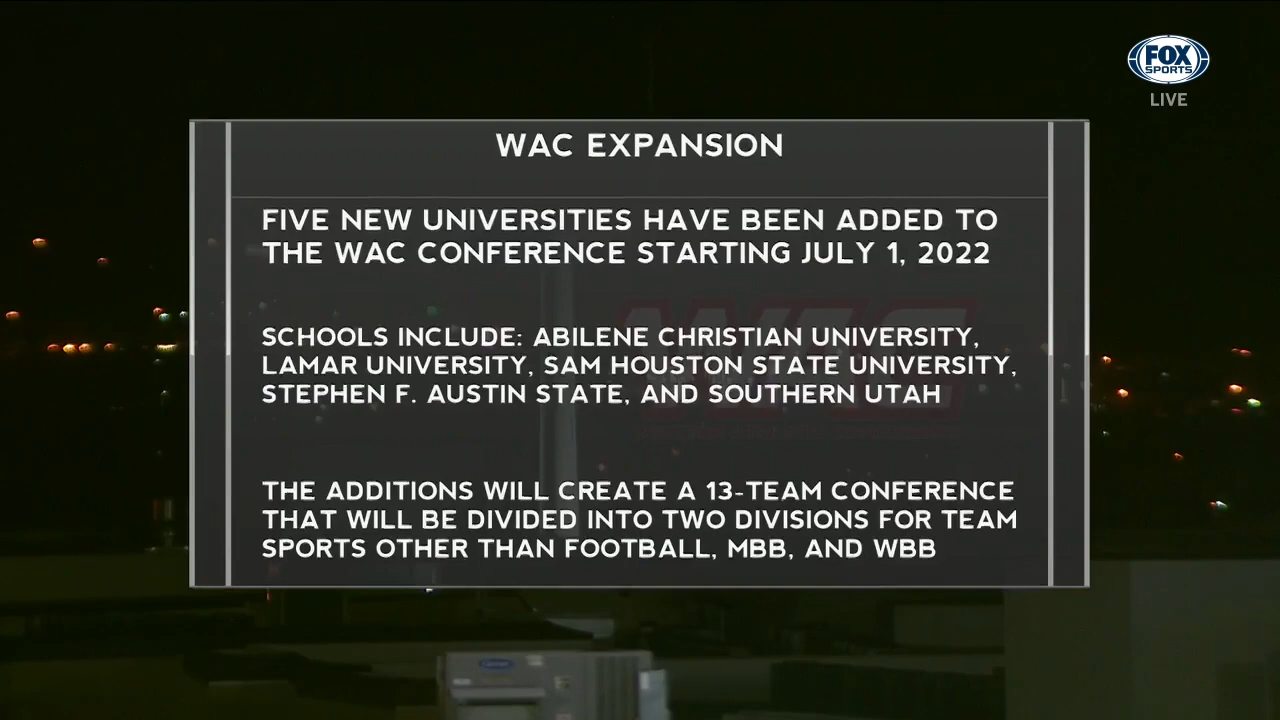 FOX
SPORTS
LIVE
WAC EXPANSION
FIVE NEW UNIVERSITIES HAVE BEEN ADDED TO
THE WAC CONFERENCE STARTING JULY 1, 2022
SCHOOLS INCLUDE: ABILENE CHRISTIAN UNIVERSITY,
LAMAR UNIVERSITY, SAM HOUSTON STATE UNIVERSITY,
STEPHEN F. AUSTIN STATE, AND SOUTHERN UTAH
THE ADDITIONS WILL CREATE A 13-TEAM CONFERENCE
THAT WILL BE DIVIDED INTO TWO DIVISIONS FOR TEAM
SPORTS OTHER THAN FOOTBALL, MBB, AND WBB